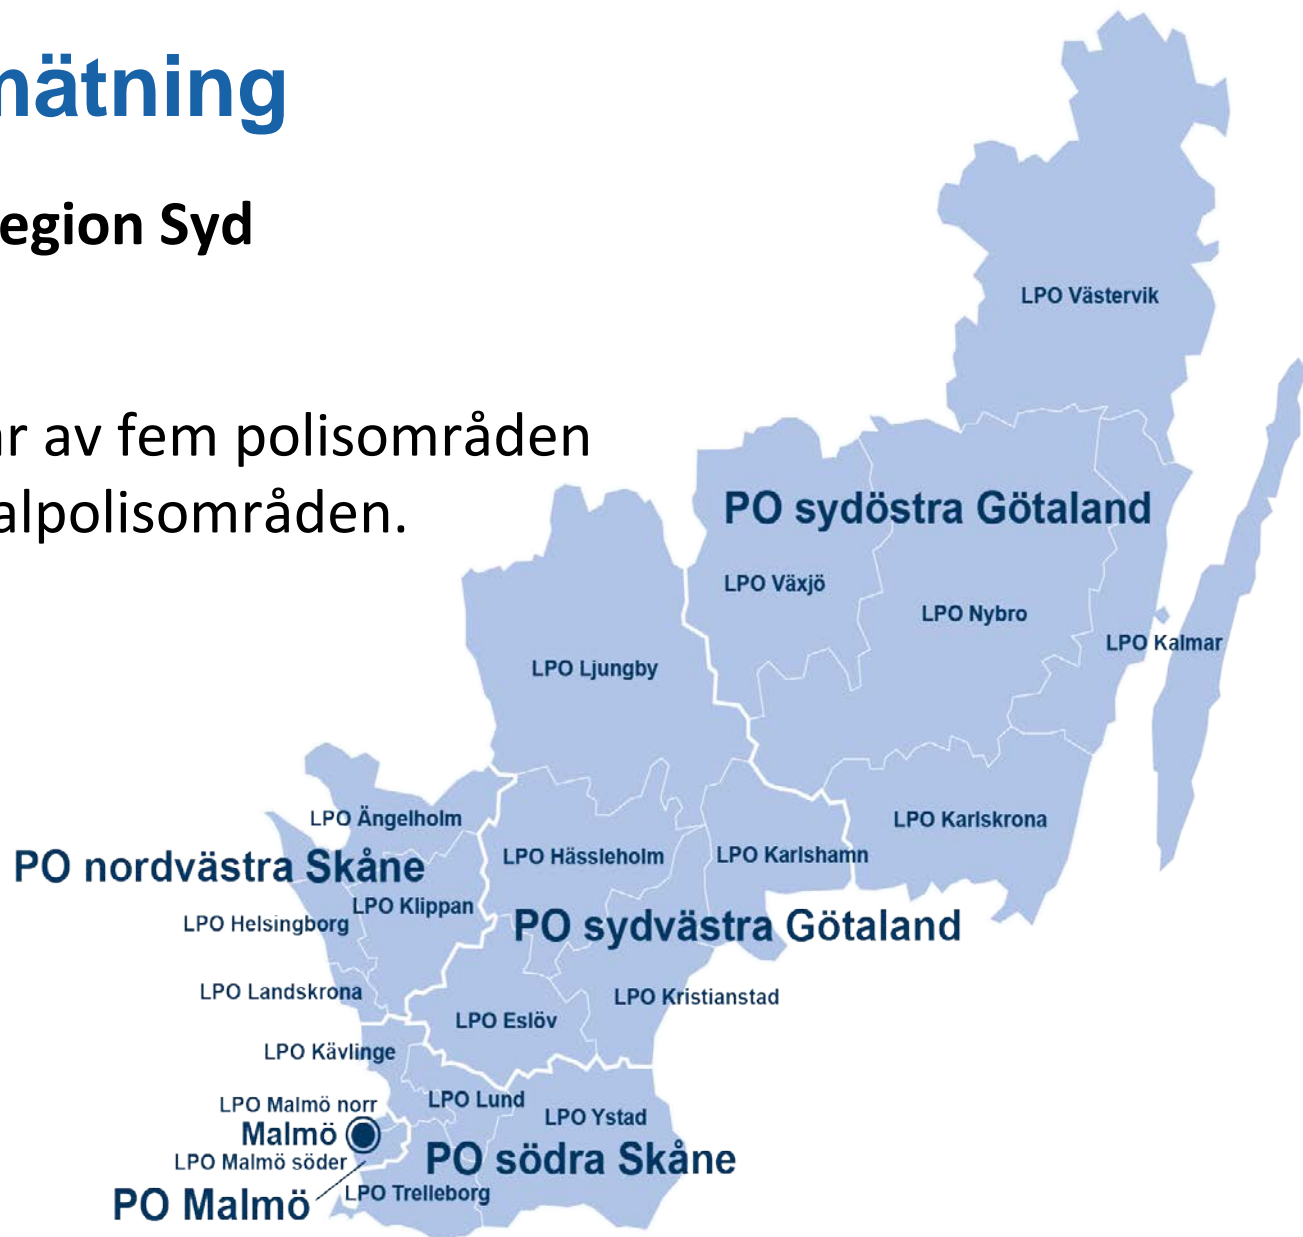 mätning
egion Syd
ar av fem polisområden
alpolisområden.
LPO Västervik
PO sydöstra Götaland
LPO Växjö
LPO Nybro
LPO Kalmar
LPO Ljungby
LPO Ängelholm
LPO Karlskrona
LPO Hässleholm
LPO Karlshamn
PO nordvästra Skåne
LPO Klippan
LPO Helsingborg
PO sydvästra Götaland
LPO Landskrona
LPO Kristianstad
LPO Eslöv
LPO Kävlinge
LPO Lund
LPO Malmö norr
LPO Ystad
Malmö
PO södra Skåne
LPO Malmö söder
LPO Trelleborg
PO Malmö